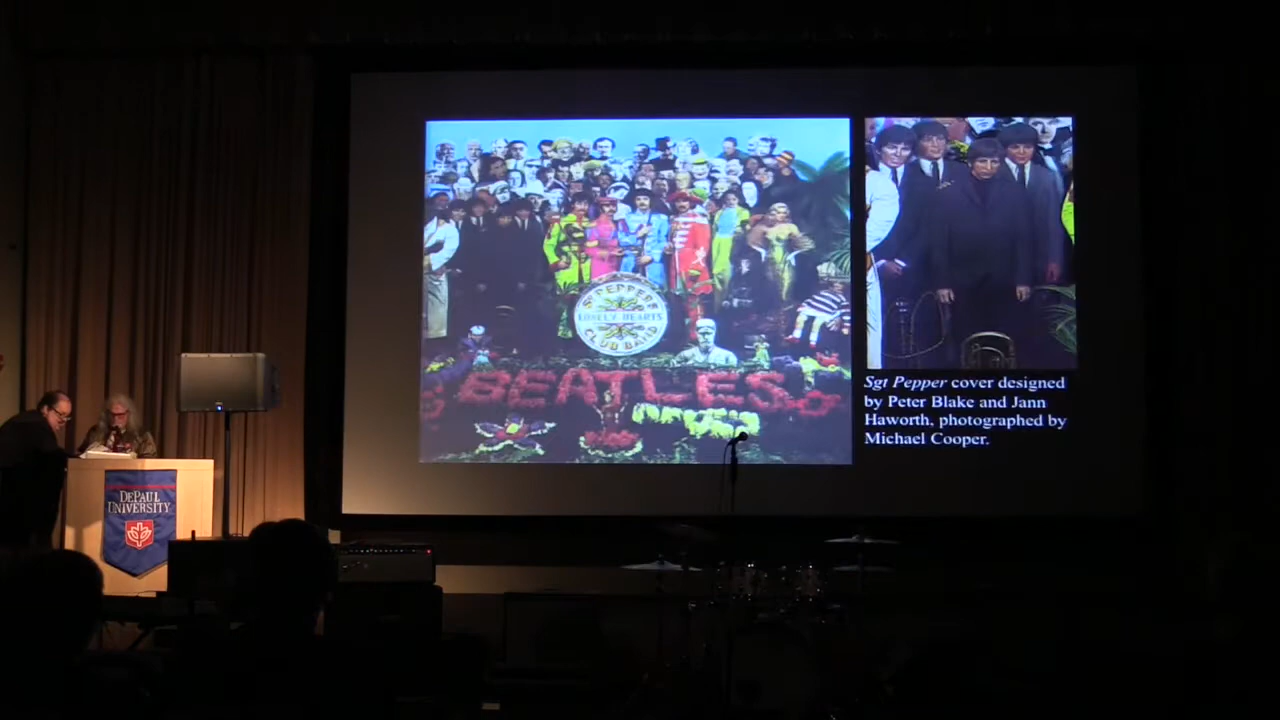 SGT. PEPPERS
LONELY HEARTS
CLUB BAND
BEATLES
Sgt Pepper cover designed
by Peter Blake and Jann
Haworth, photographed by
Michael Cooper.
DEPAUL
UNIVERSITY